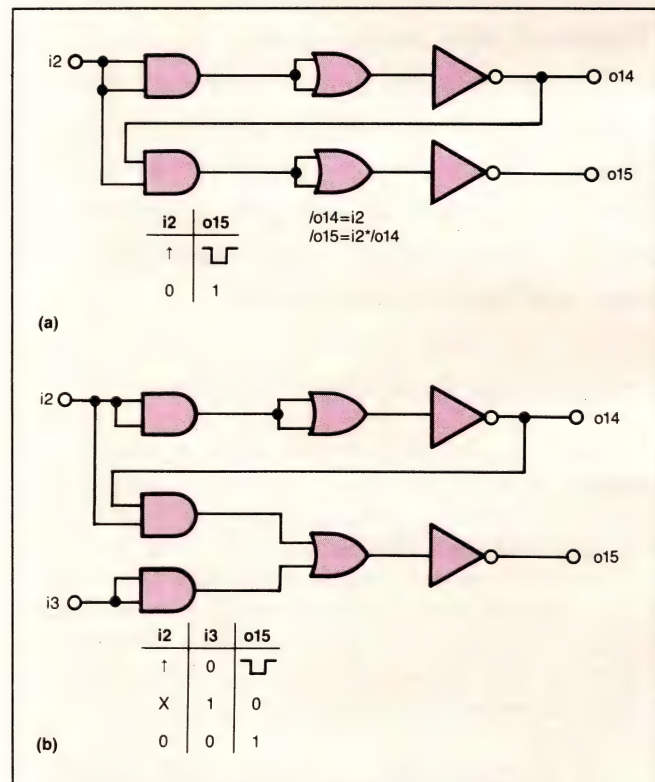 i2
o14
o15
i2 o15
↑
0 1
/o14=i2
/o15=i2*/o14
(a)
i2
o14
o15
i3
i2 i3 o15
↑ 0
X 1 0
0 0 1
(b)